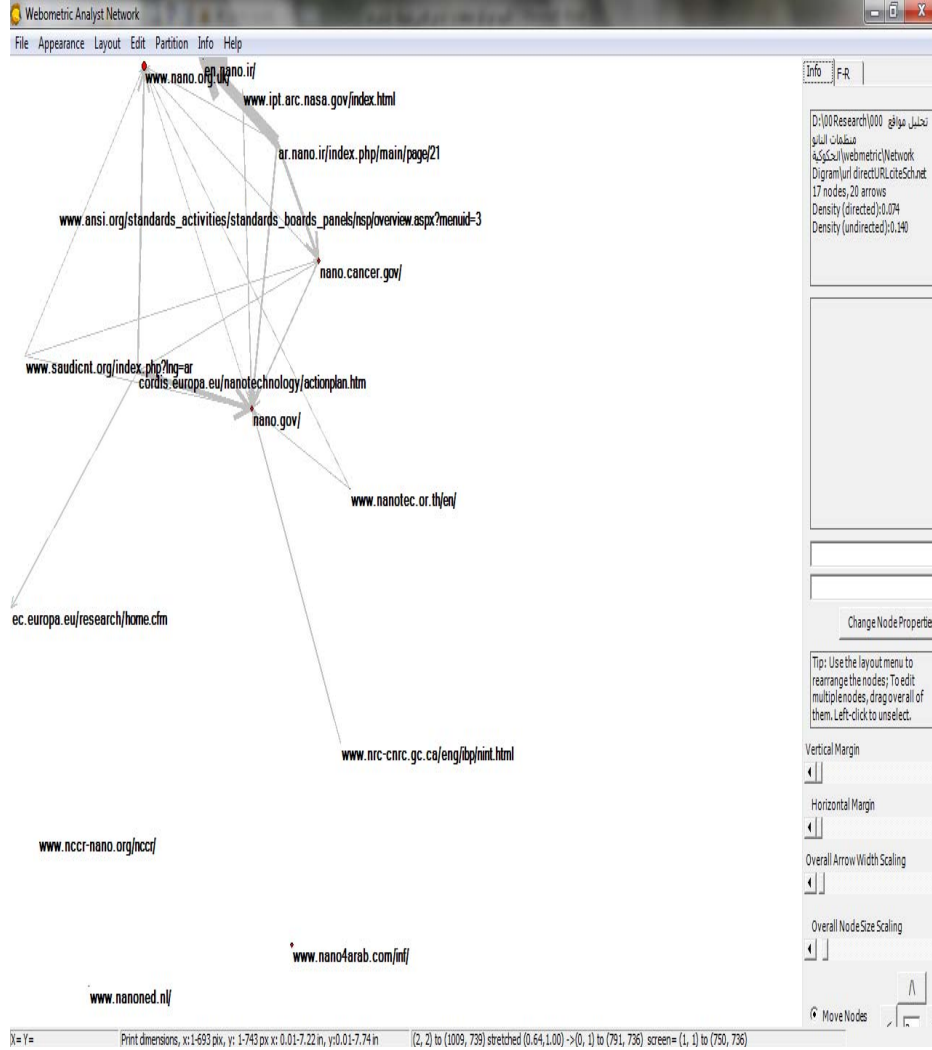 Webometric Analyst Network
File Appearance Layout Edit Partition Info Help
en.nano.ir/
www.nano.org.uk/
www.ipt.arc.nasa.gov/index.html
ar.nano.ir/index.php/main/page/21
www.ansi.org/standards_activities/standards_boards_panels/nsp/overview.aspx?menuid=3
nano.cancer.gov/
www.saudicnt.org/index.php?lng=ar
cordis.europa.eu/nanotechnology/actionplan.htm
nano.gov/
www.nanotec.or.th/en/
ec.europa.eu/research/home.cfm
www.nrc-cnrc.gc.ca/eng/ibp/nint.html
www.nccr-nano.org/nccr/
www.nano4arab.com/inf/
www.nanoned.nl/
Info F-R
D:\00Research\000 تحليل مواقع
منظمات النانو
الحكوكية\webmetric\Network
Digram\url directURLciteSch.net
17 nodes, 20 arrows
Density (directed):0.074
Density (undirected):0.140
Change Node Propertie
Tip: Use the layout menu to
rearrange the nodes; To edit
multiple nodes, drag over all of
them. Left-click to unselect.
Vertical Margin
Horizontal Margin
Overall Arrow Width Scaling
Overall Node Size Scaling
Move Nodes
X= Y= Print dimensions, x:1-693 pix, y: 1-743 px x: 0.01-7.22 in, y:0.01-7.74 in (2, 2) to (1009, 739) stretched (0.64,1.00) ->(0, 1) to (791, 736) screen= (1, 1) to (750, 736)